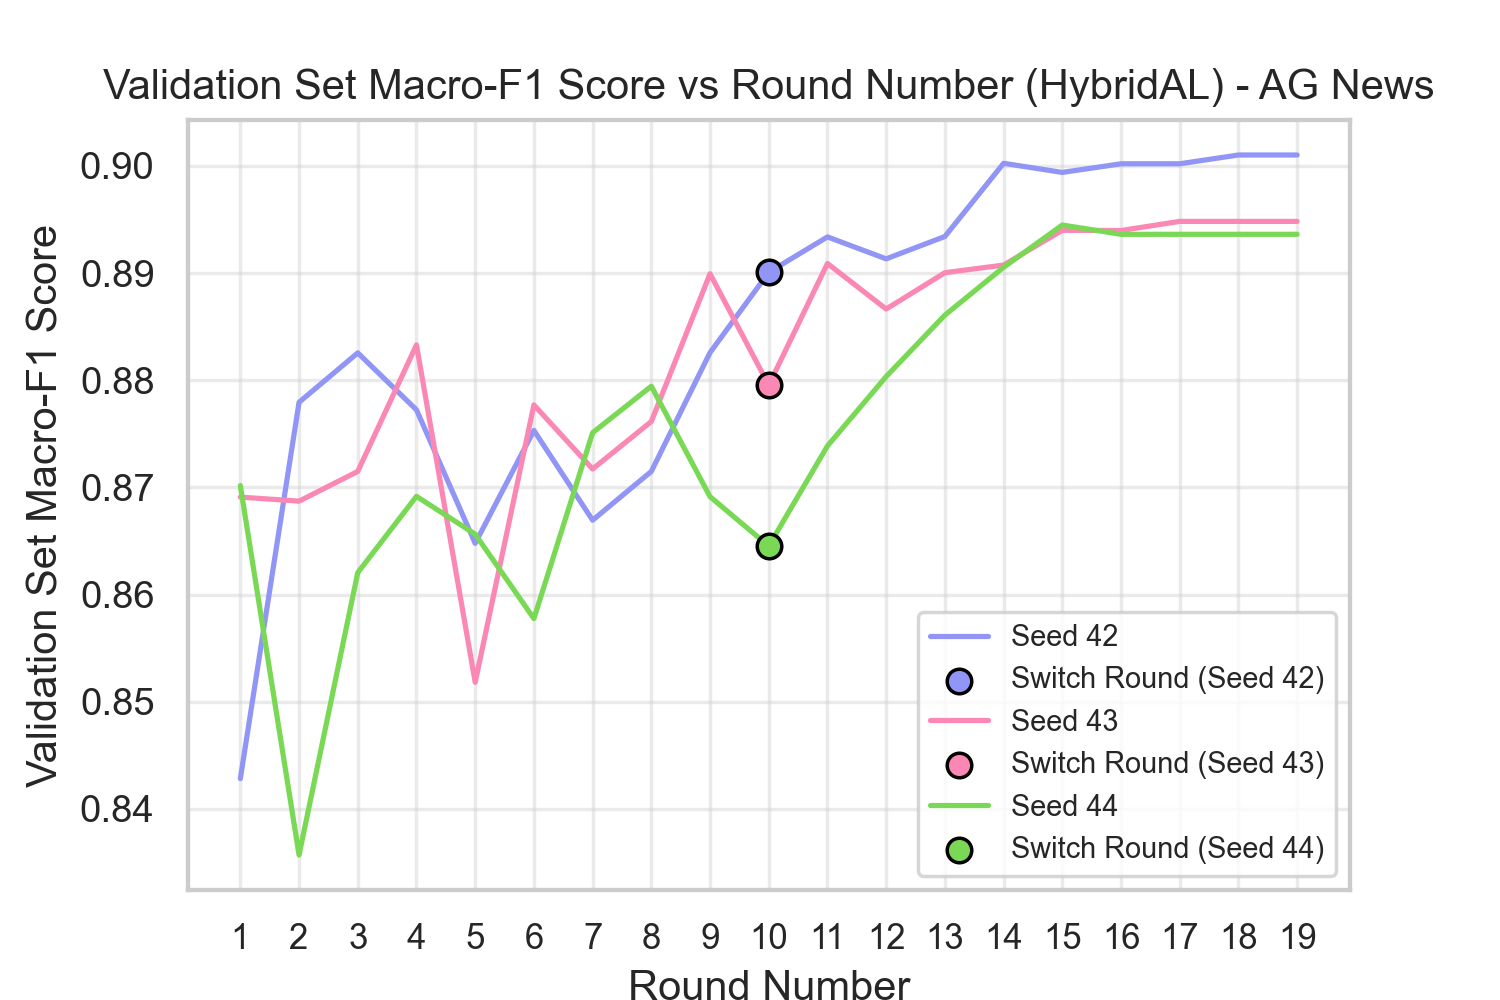 Validation Set Macro-F1 Score vs Round Number (HybridAL) - AG News
Validation Set Macro-F1 Score
0.90
0.89
0.88
0.87
0.86
0.85
0.84
Seed 42
Switch Round (Seed 42)
Seed 43
Switch Round (Seed 43)
Seed 44
Switch Round (Seed 44)
1 2 3 4 5 6 7 8 9 10 11 12 13 14 15 16 17 18 19
Round Number